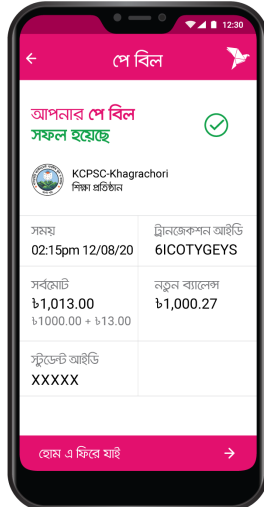 12:30
পে বিল
আপনার পে বিল
সফল হয়েছে
KCPSC-Khagrachori
শিক্ষা প্রতিষ্ঠান
সময়
02:15pm 12/08/20
ট্রানজেকশন আইডি
6ICOTYGEYS
সর্বমোট
৳1,013.00
৳1000.00 + ৳13.00
নতুন ব্যালেন্স
৳1,000.27
স্টুডেন্ট আইডি
XXXXX
হোম এ ফিরে যাই